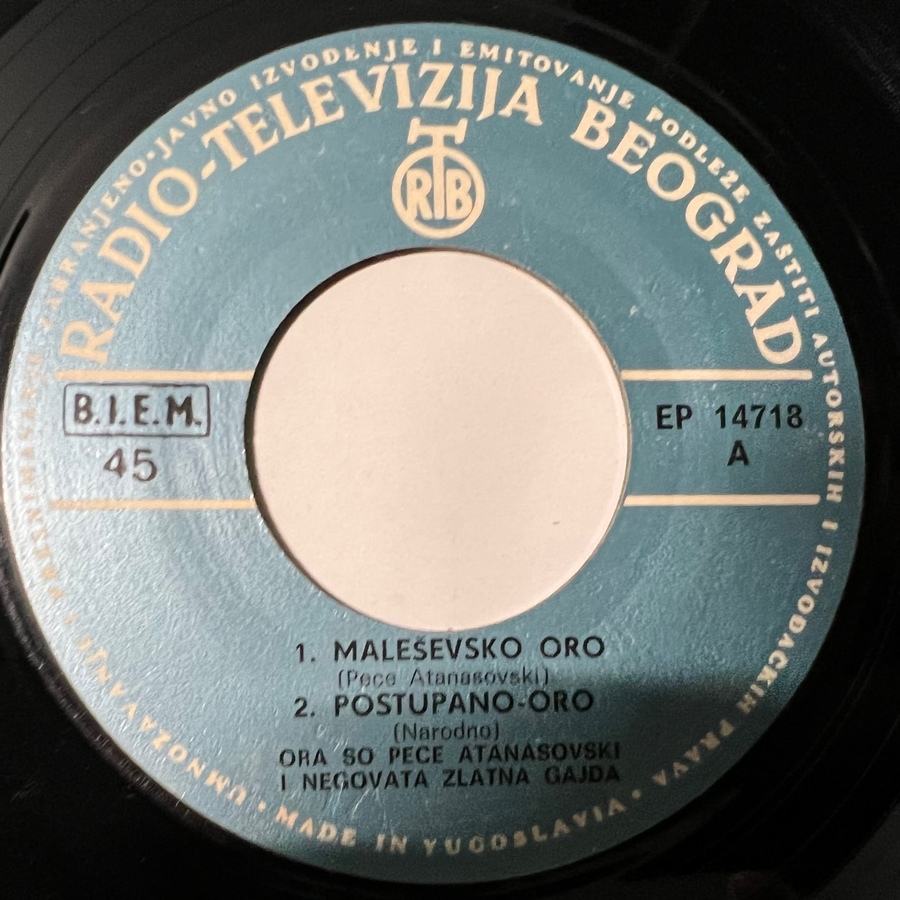 UMNOŽAVANJE I PRESNIMAVANJE ZABRANJENO • JAVNO IZVOĐENJE I EMITOVANJE PODLEŽE ZAŠTITI AUTORSKIH I IZVOĐAČKIH PRAVA •
RADIO-TELEVIZIJA BEOGRAD
RTB
B.I.E.M.
45
EP 14718
A
1. MALEŠEVSKO ORO
(Pece Atanasovski)
2. POSTUPANO-ORO
(Narodno)
ORA SO PECE ATANASOVSKI
I NEGOVATA ZLATNA GAJDA
MADE IN YUGOSLAVIA